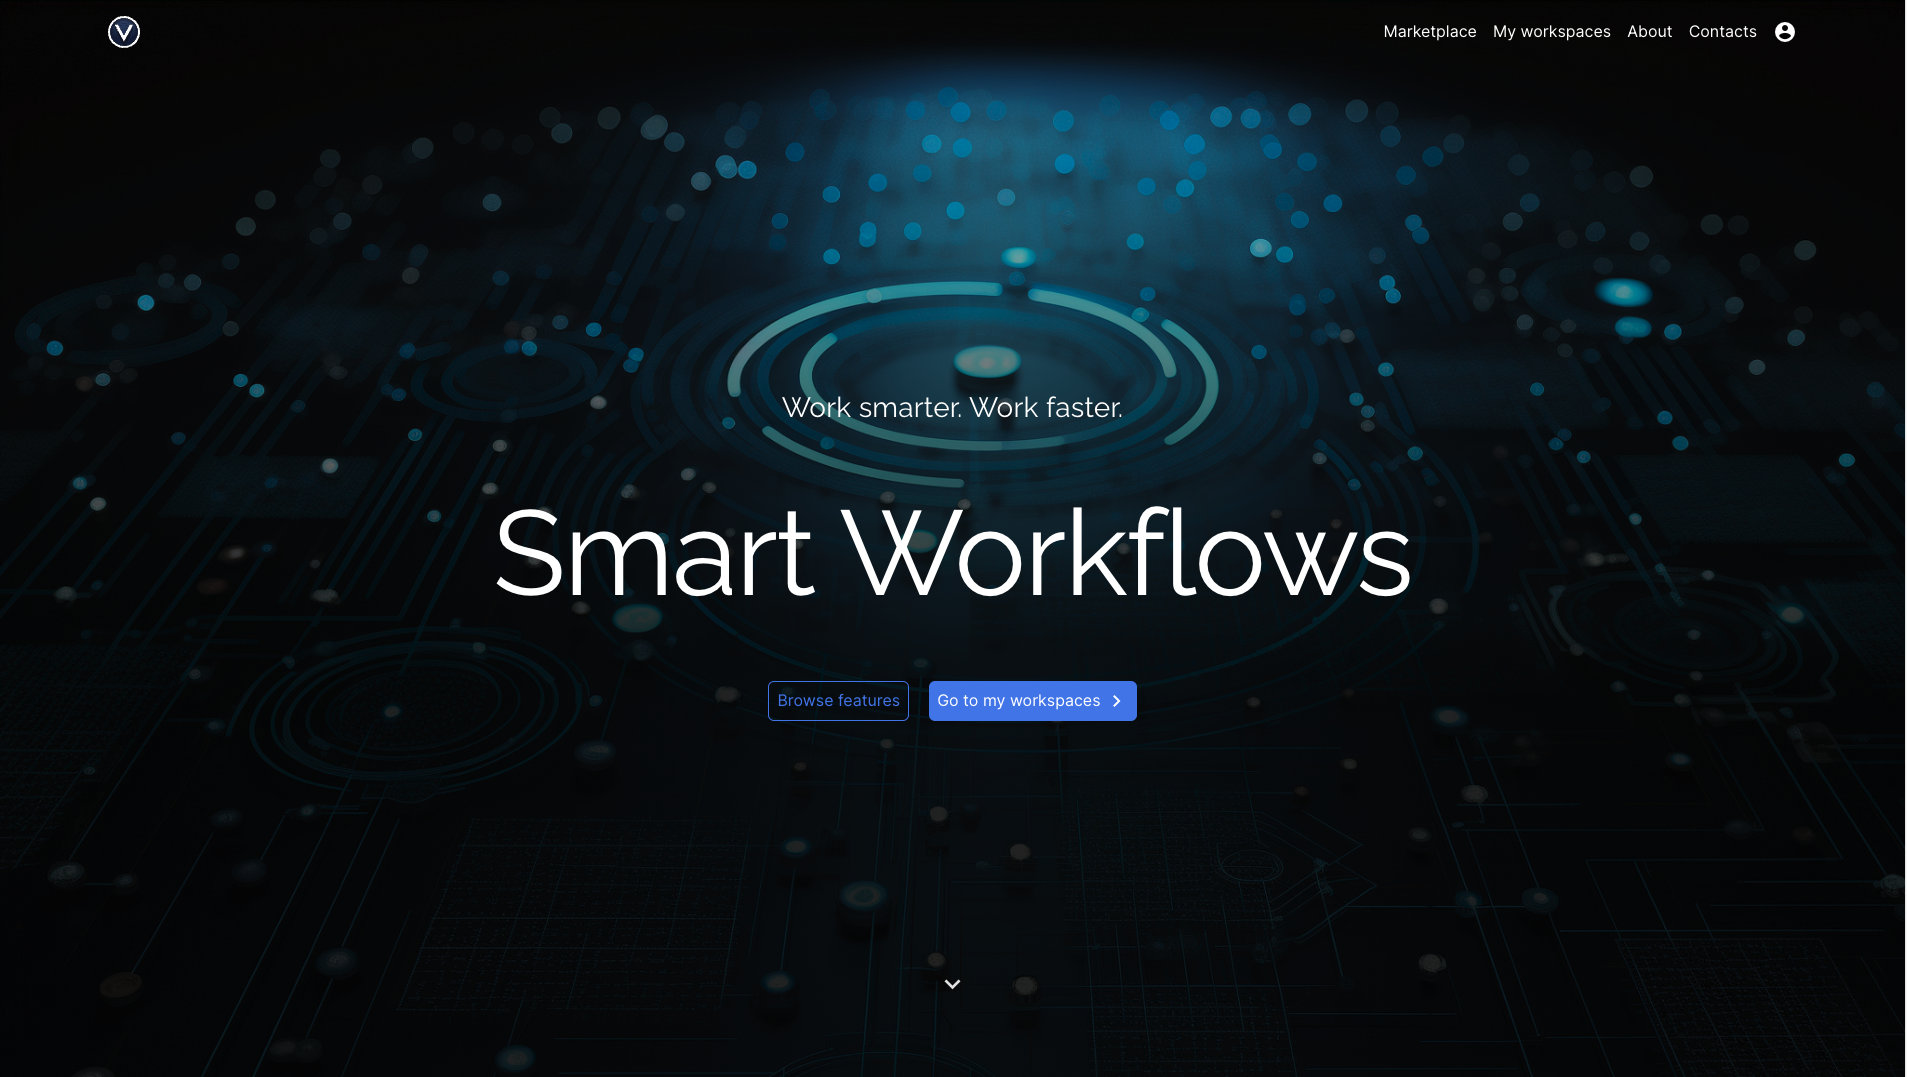 V
Marketplace
My workspaces
About
Contacts
Work smarter. Work faster.
Smart Workflows
Browse features
Go to my workspaces